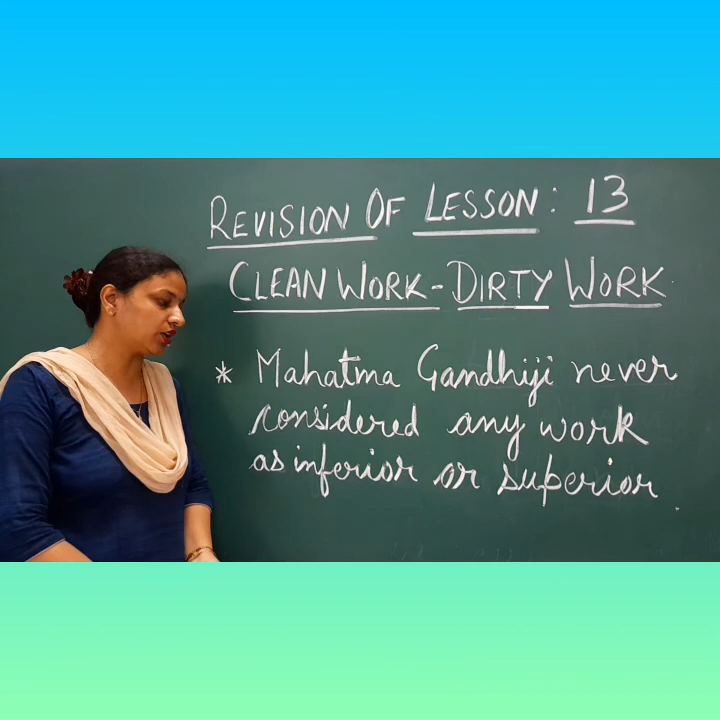 REVISION OF LESSON: 13
CLEAN WORK-DIRTY WORK
* Mahatma Gandhiji never
considered any work
as inferior or superior.